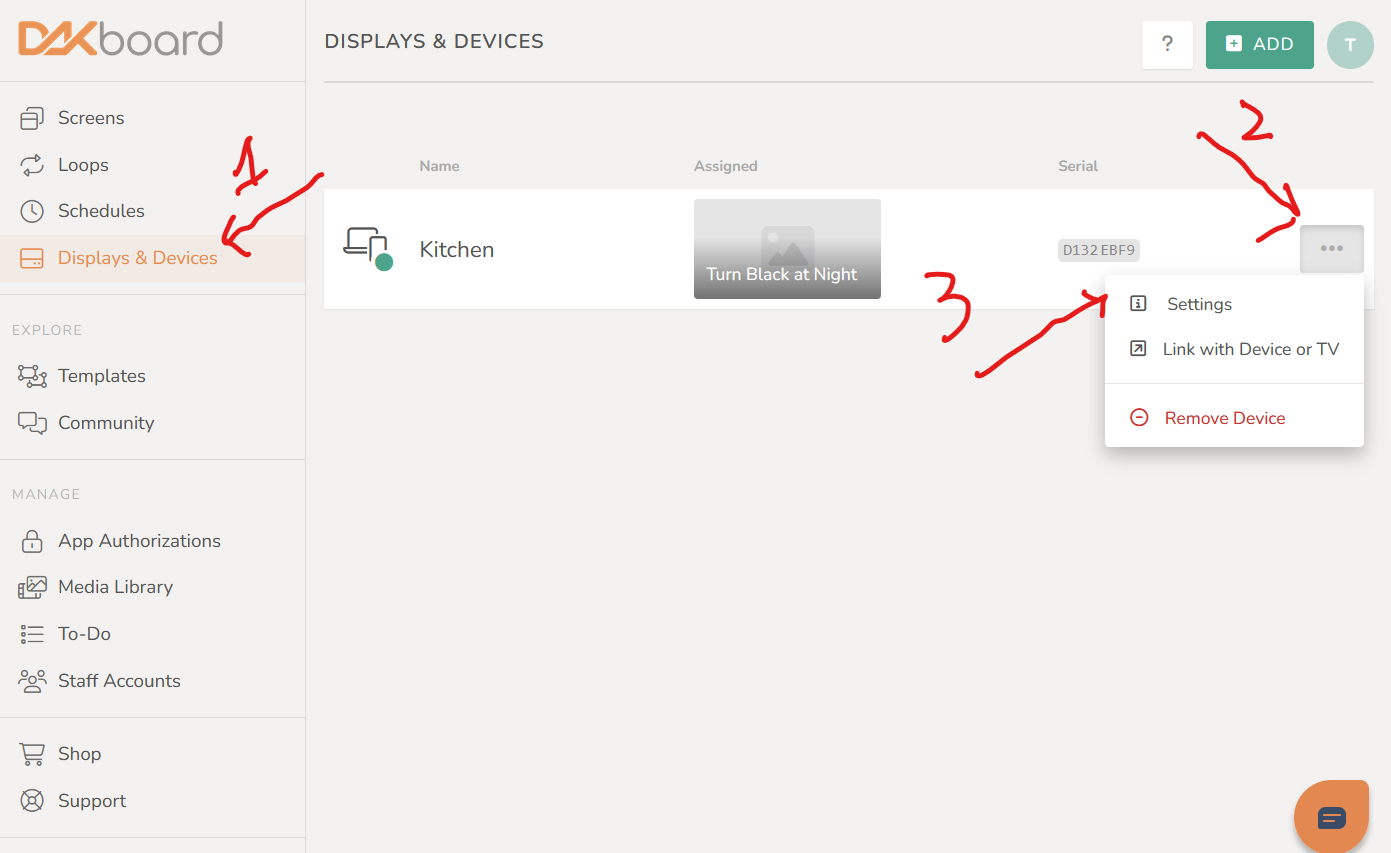 DAKboard
DISPLAYS & DEVICES
?
ADD
T
Screens
Loops
Schedules
Displays & Devices
1
2
Name
Assigned
Serial
Kitchen
Turn Black at Night
D132EBF9
•••
3
Settings
Link with Device or TV
Remove Device
EXPLORE
Templates
Community
MANAGE
App Authorizations
Media Library
To-Do
Staff Accounts
Shop
Support